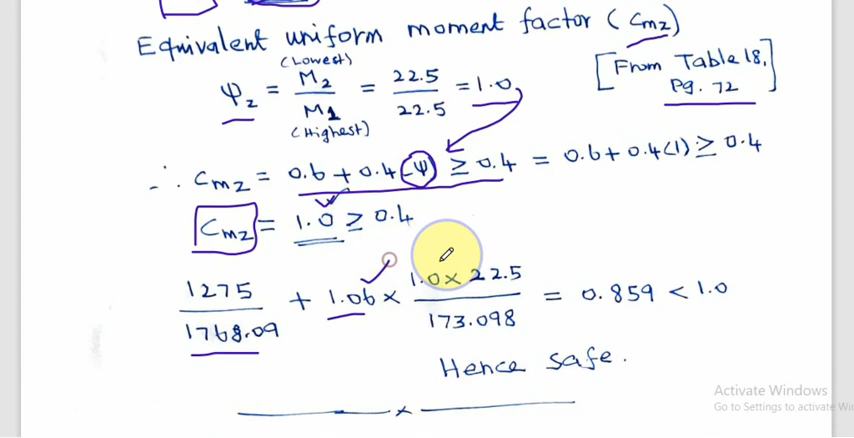 Equivalent uniform moment factor (Cmz)
[From Table 18, Pg. 72]
(Lowest)
ψz = M2/M1 = 22.5/22.5 = 1.0
(Highest)
∴ Cmz = 0.6 + 0.4 (ψ) ≥ 0.4 = 0.6 + 0.4(1) ≥ 0.4
Cmz = 1.0 ≥ 0.4
1275/1768.09 + 1.06 × 1.0 × 22.5/173.098 = 0.859 < 1.0
Hence safe.
Activate Windows
Go to Settings to activate Wi